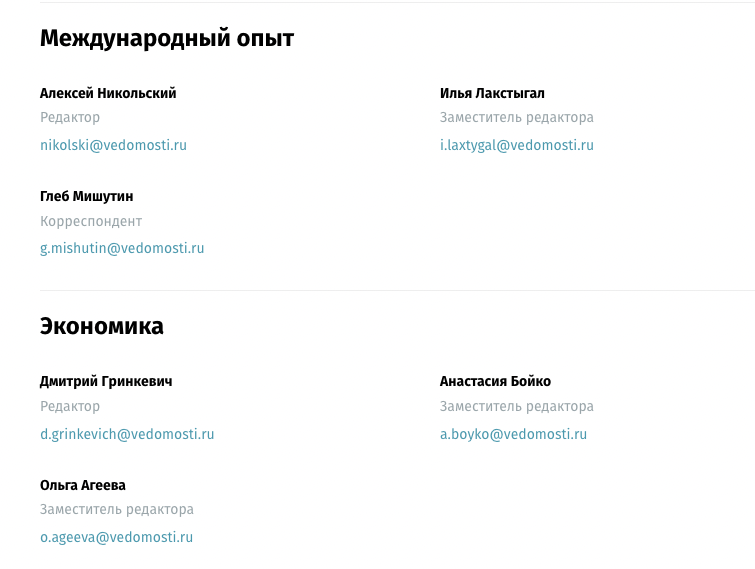 Международный опыт
Алексей Никольский
Редактор
nikolski@vedomosti.ru
Илья Лакстыгал
Заместитель редактора
i.laxtygal@vedomosti.ru
Глеб Мишутин
Корреспондент
g.mishutin@vedomosti.ru
Экономика
Дмитрий Гринкевич
Редактор
d.grinkevich@vedomosti.ru
Анастасия Бойко
Заместитель редактора
a.boyko@vedomosti.ru
Ольга Агеева
Заместитель редактора
o.ageeva@vedomosti.ru